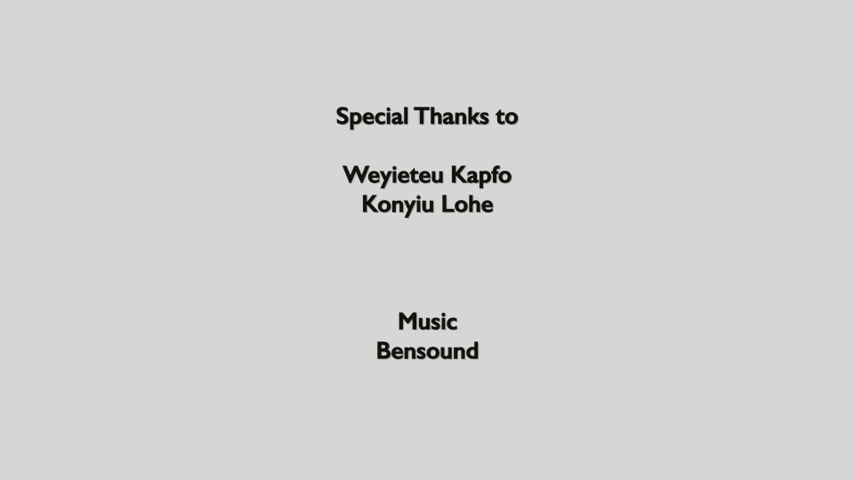 Special Thanks to
Weyieteu Kapfo
Konyiu Lohe
Music
Bensound